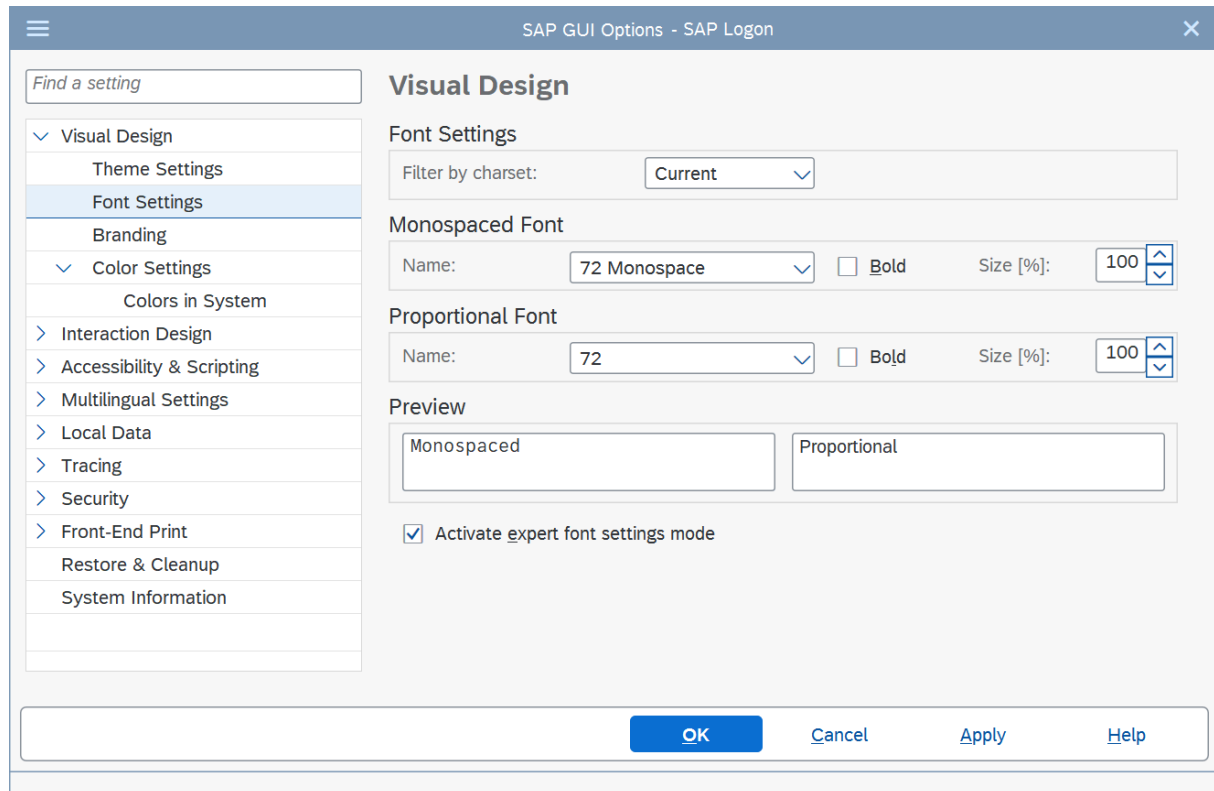 SAP GUI Options - SAP Logon
Find a setting
Visual Design
Theme Settings
Font Settings
Branding
Color Settings
Colors in System
Interaction Design
Accessibility & Scripting
Multilingual Settings
Local Data
Tracing
Security
Front-End Print
Restore & Cleanup
System Information
Visual Design
Font Settings
Filter by charset: Current
Monospaced Font
Name: 72 Monospace Bold Size [%]: 100
Proportional Font
Name: 72 Bold Size [%]: 100
Preview
Monospaced Proportional
Activate expert font settings mode
OK Cancel Apply Help